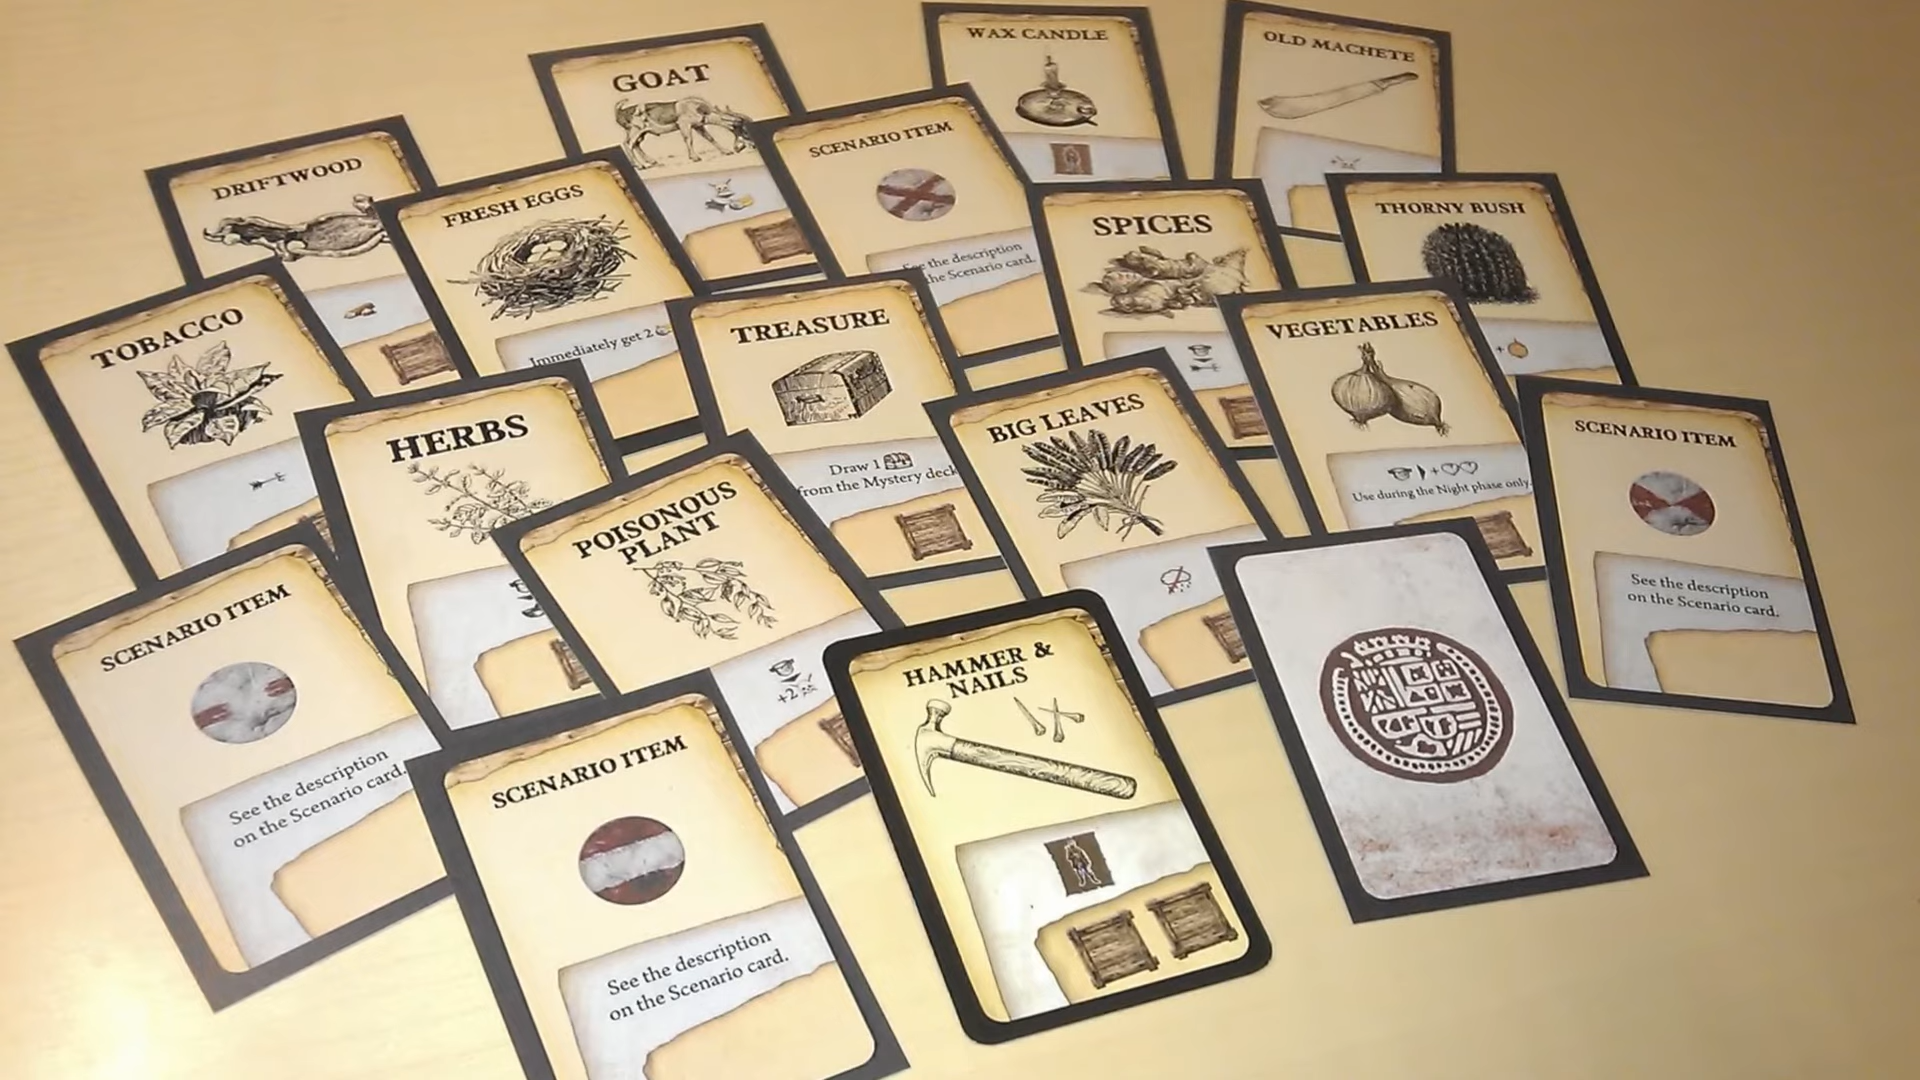 GOAT
WAX CANDLE
OLD MACHETE
DRIFTWOOD
FRESH EGGS
Immediately get 2
SCENARIO ITEM
See the description
the Scenario card.
SPICES
THORNY BUSH
+
TOBACCO
TREASURE
Draw 1
from the Mystery deck
VEGETABLES
+
Use during the Night phase only.
HERBS
BIG LEAVES
SCENARIO ITEM
See the description
on the Scenario card.
POISONOUS
PLANT
+2
SCENARIO ITEM
See the description
on the Scenario card.
SCENARIO ITEM
See the description
on the Scenario card.
HAMMER &
NAILS